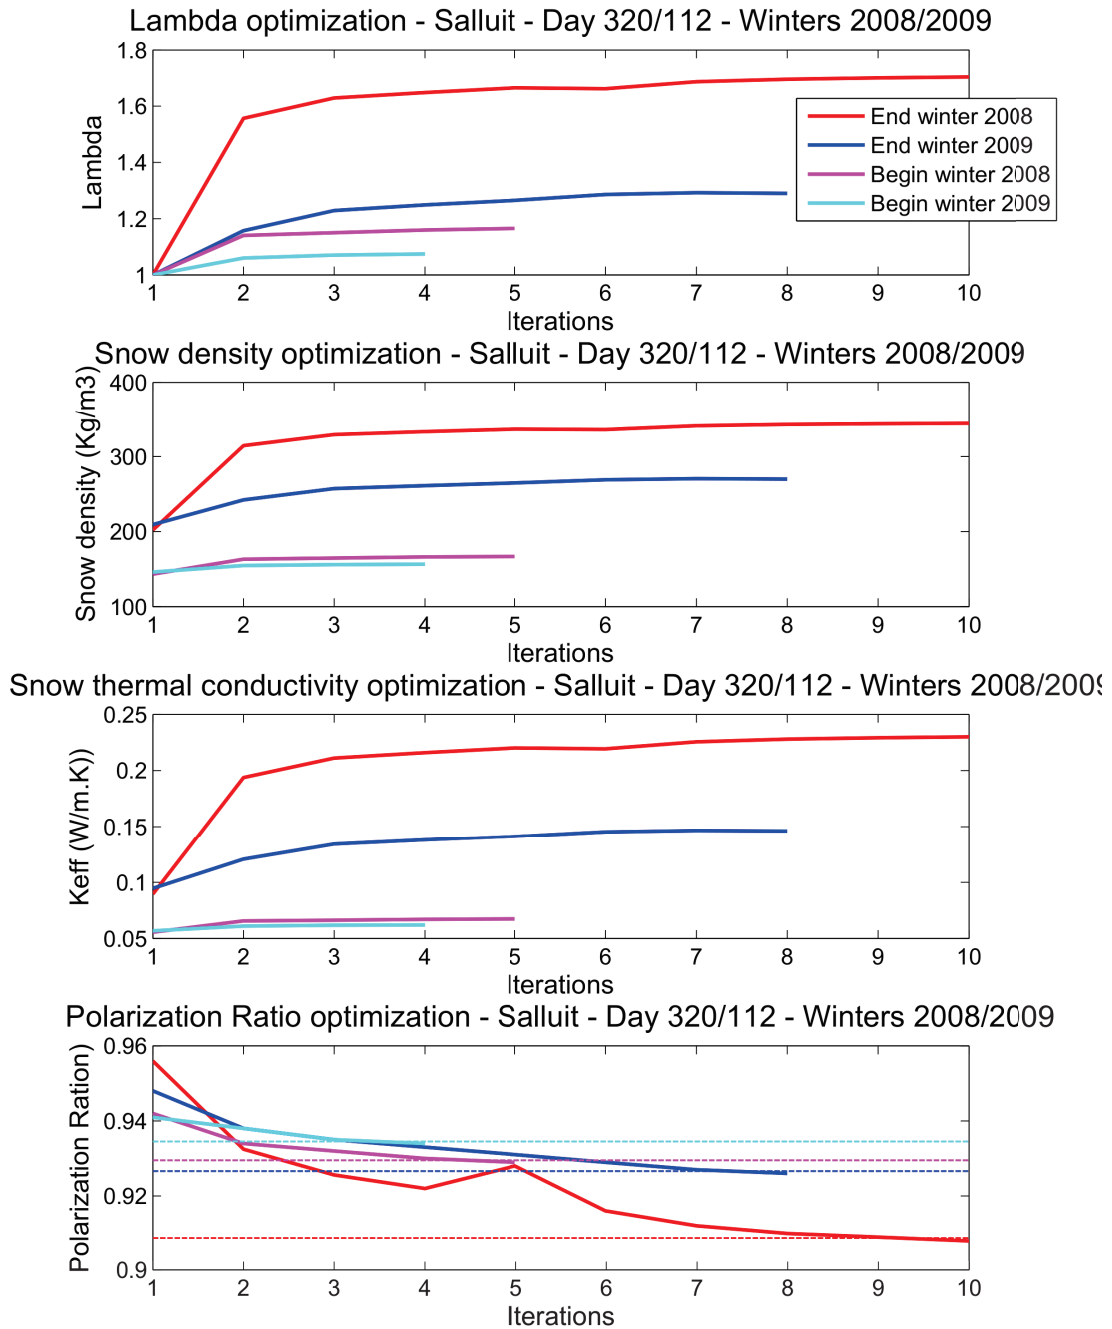 Lambda optimization - Salluit - Day 320/112 - Winters 2008/2009
1.8
1.6
1.4
1.2
1
Lambda
End winter 2008
End winter 2009
Begin winter 2008
Begin winter 2009
1 2 3 4 5 6 7 8 9 10
Iterations
Snow density optimization - Salluit - Day 320/112 - Winters 2008/2009
400
300
200
100
Snow density (Kg/m3)
1 2 3 4 5 6 7 8 9 10
Iterations
Snow thermal conductivity optimization - Salluit - Day 320/112 - Winters 2008/2009
0.25
0.2
0.15
0.1
0.05
Keff (W/m.K))
1 2 3 4 5 6 7 8 9 10
Iterations
Polarization Ratio optimization - Salluit - Day 320/112 - Winters 2008/2009
0.96
0.94
0.92
0.9
Polarization Ration)
1 2 3 4 5 6 7 8 9 10
Iterations